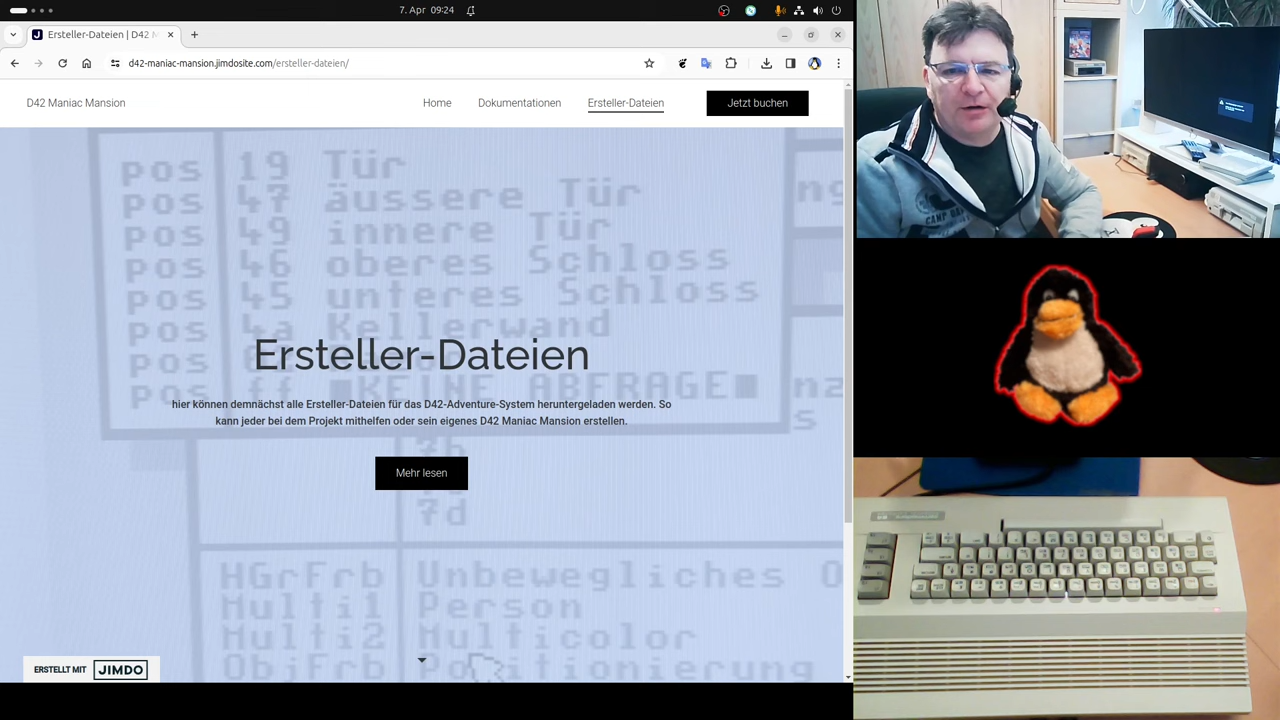 7. Apr 09:24
Ersteller-Dateien | D42 M
d42-maniac-mansion.jimdosite.com/ersteller-dateien/
D42 Maniac Mansion
Home
Dokumentationen
Ersteller-Dateien
Jetzt buchen
pos 19 Tür
pos 47 äussere Tür
pos 49 innere Tür
pos 46 oberes Schloss
pos 45 unteres Schloss
pos 4a Kellerwand
pos
pos ff KEINE ABFRAGE
Ersteller-Dateien
hier können demnächst alle Ersteller-Dateien für das D42-Adventure-System heruntergeladen werden. So
kann jeder bei dem Projekt mithelfen oder sein eigenes D42 Maniac Mansion erstellen.
Mehr lesen
7d
HGrFrb Unbewegliches O
Multi1 Person
Multi2 Multicolor
ObjFrb Positionierung
ERSTELLT MIT JIMDO
CAMP DA